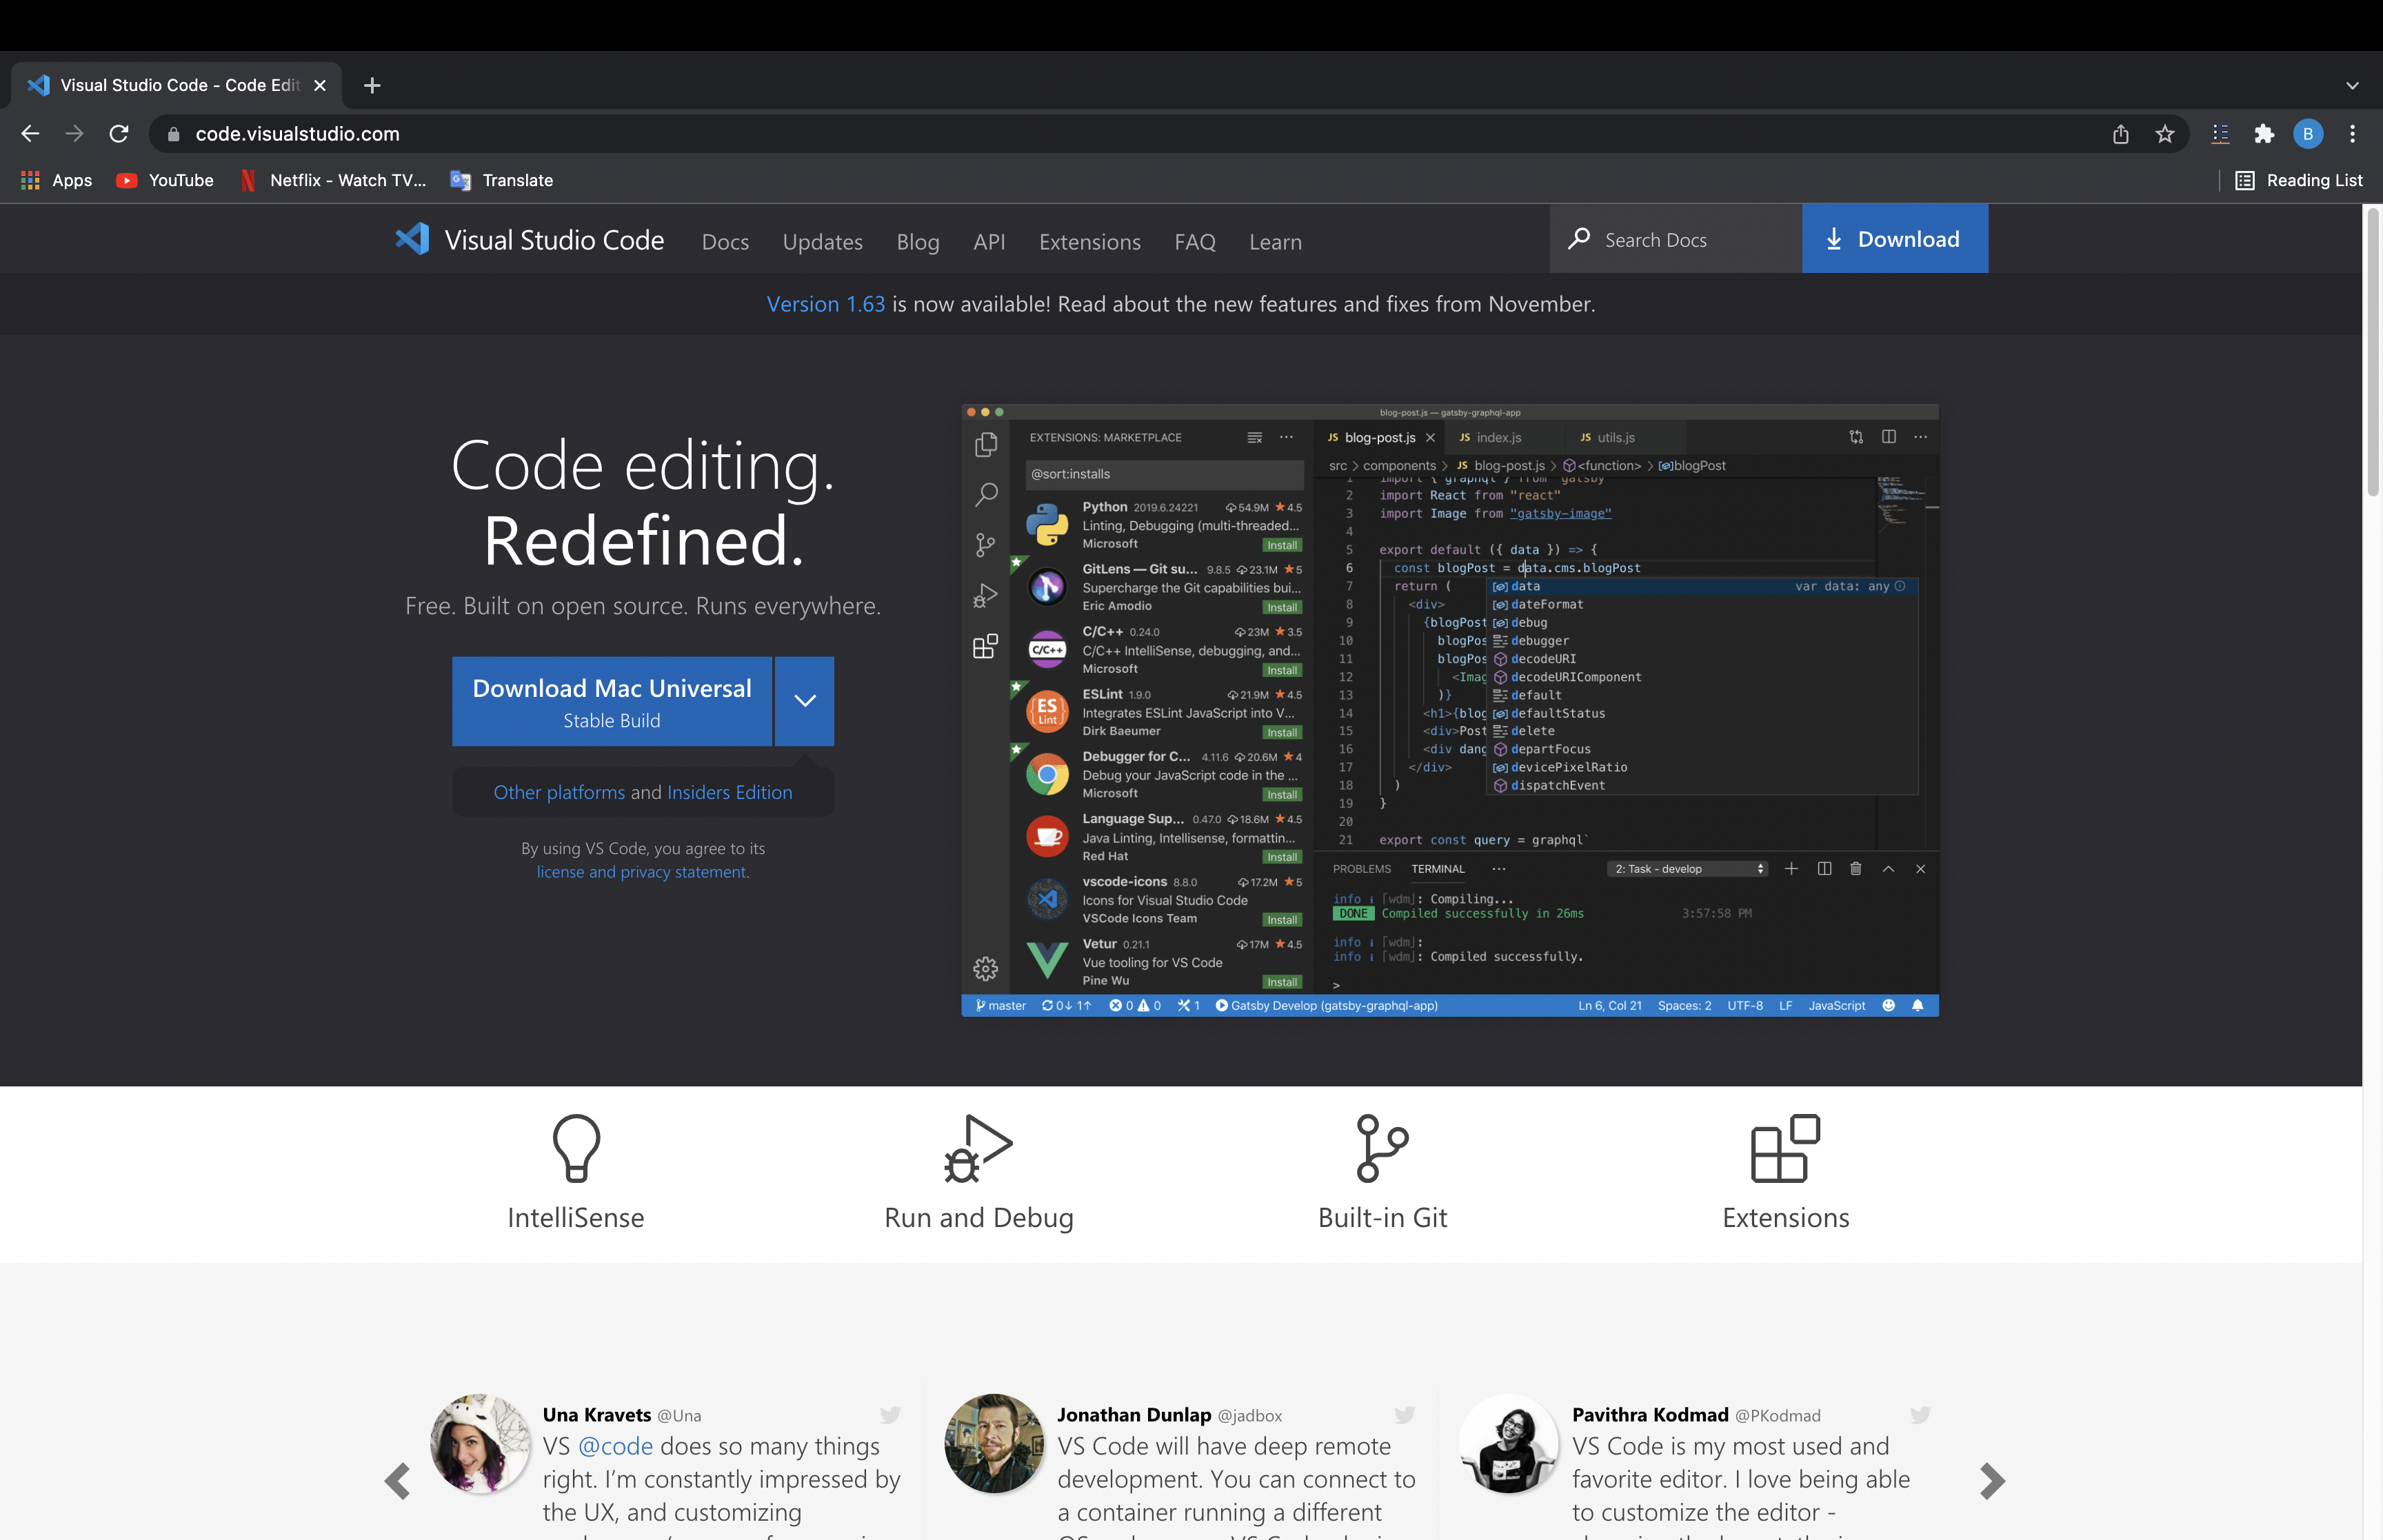 Visual Studio Code - Code Edit
code.visualstudio.com
B
Apps YouTube Netflix - Watch TV... Translate Reading List
Visual Studio Code Docs Updates Blog API Extensions FAQ Learn Search Docs Download
Version 1.63 is now available! Read about the new features and fixes from November.
Code editing.
Redefined.
Free. Built on open source. Runs everywhere.
Download Mac Universal
Stable Build
Other platforms and Insiders Edition
By using VS Code, you agree to its
license and privacy statement.
blog-post.js — gatsby-graphql-app
EXTENSIONS: MARKETPLACE
@sort:installs
Python 2019.6.24221 54.9M ★4.5
Linting, Debugging (multi-threaded...
Microsoft Install
GitLens — Git su... 9.8.5 23.1M ★5
Supercharge the Git capabilities bui...
Eric Amodio Install
C/C++
C/C++ 0.24.0 23M ★3.5
C/C++ IntelliSense, debugging, and...
Microsoft Install
ES
Lint
ESLint 1.9.0 21.9M ★4.5
Integrates ESLint JavaScript into V...
Dirk Baeumer Install
Debugger for C... 4.11.6 20.6M ★4
Debug your JavaScript code in the ...
Microsoft Install
Language Sup... 0.47.0 18.6M ★4.5
Java Linting, Intellisense, formattin...
Red Hat Install
vscode-icons 8.8.0 17.2M ★5
Icons for Visual Studio Code
VSCode Icons Team Install
Vetur 0.21.1 17M ★4.5
Vue tooling for VS Code
Pine Wu Install
JS blog-post.js JS index.js JS utils.js
src > components > JS blog-post.js > <function> > blogPost
1 import { graphql } from "gatsby"
2 import React from "react"
3 import Image from "gatsby-image"
4
5 export default ({ data }) => {
6 const blogPost = data.cms.blogPost
7 return (
8 <div>
9 {blogPost
10 blogPos
11 blogPos
12 <Imag
13 )}
14 <h1>{blog
15 <div>Post
16 <div dang
17 </div>
18 )
19 }
20
21 export const query = graphql`
data var data: any
dateFormat
debug
debugger
decodeURI
decodeURIComponent
default
defaultStatus
delete
departFocus
devicePixelRatio
dispatchEvent
PROBLEMS TERMINAL ... 2: Task - develop
info i ｢wdm｣: Compiling...
DONE Compiled successfully in 26ms 3:57:58 PM
info i ｢wdm｣:
info i ｢wdm｣: Compiled successfully.
>
master 0↓ 1↑ 0 0 1 Gatsby Develop (gatsby-graphql-app) Ln 6, Col 21 Spaces: 2 UTF-8 LF JavaScript
IntelliSense Run and Debug Built-in Git Extensions
Una Kravets @Una
VS @code does so many things
right. I'm constantly impressed by
the UX, and customizing
Jonathan Dunlap @jadbox
VS Code will have deep remote
development. You can connect to
a container running a different
Pavithra Kodmad @PKodmad
VS Code is my most used and
favorite editor. I love being able
to customize the editor -